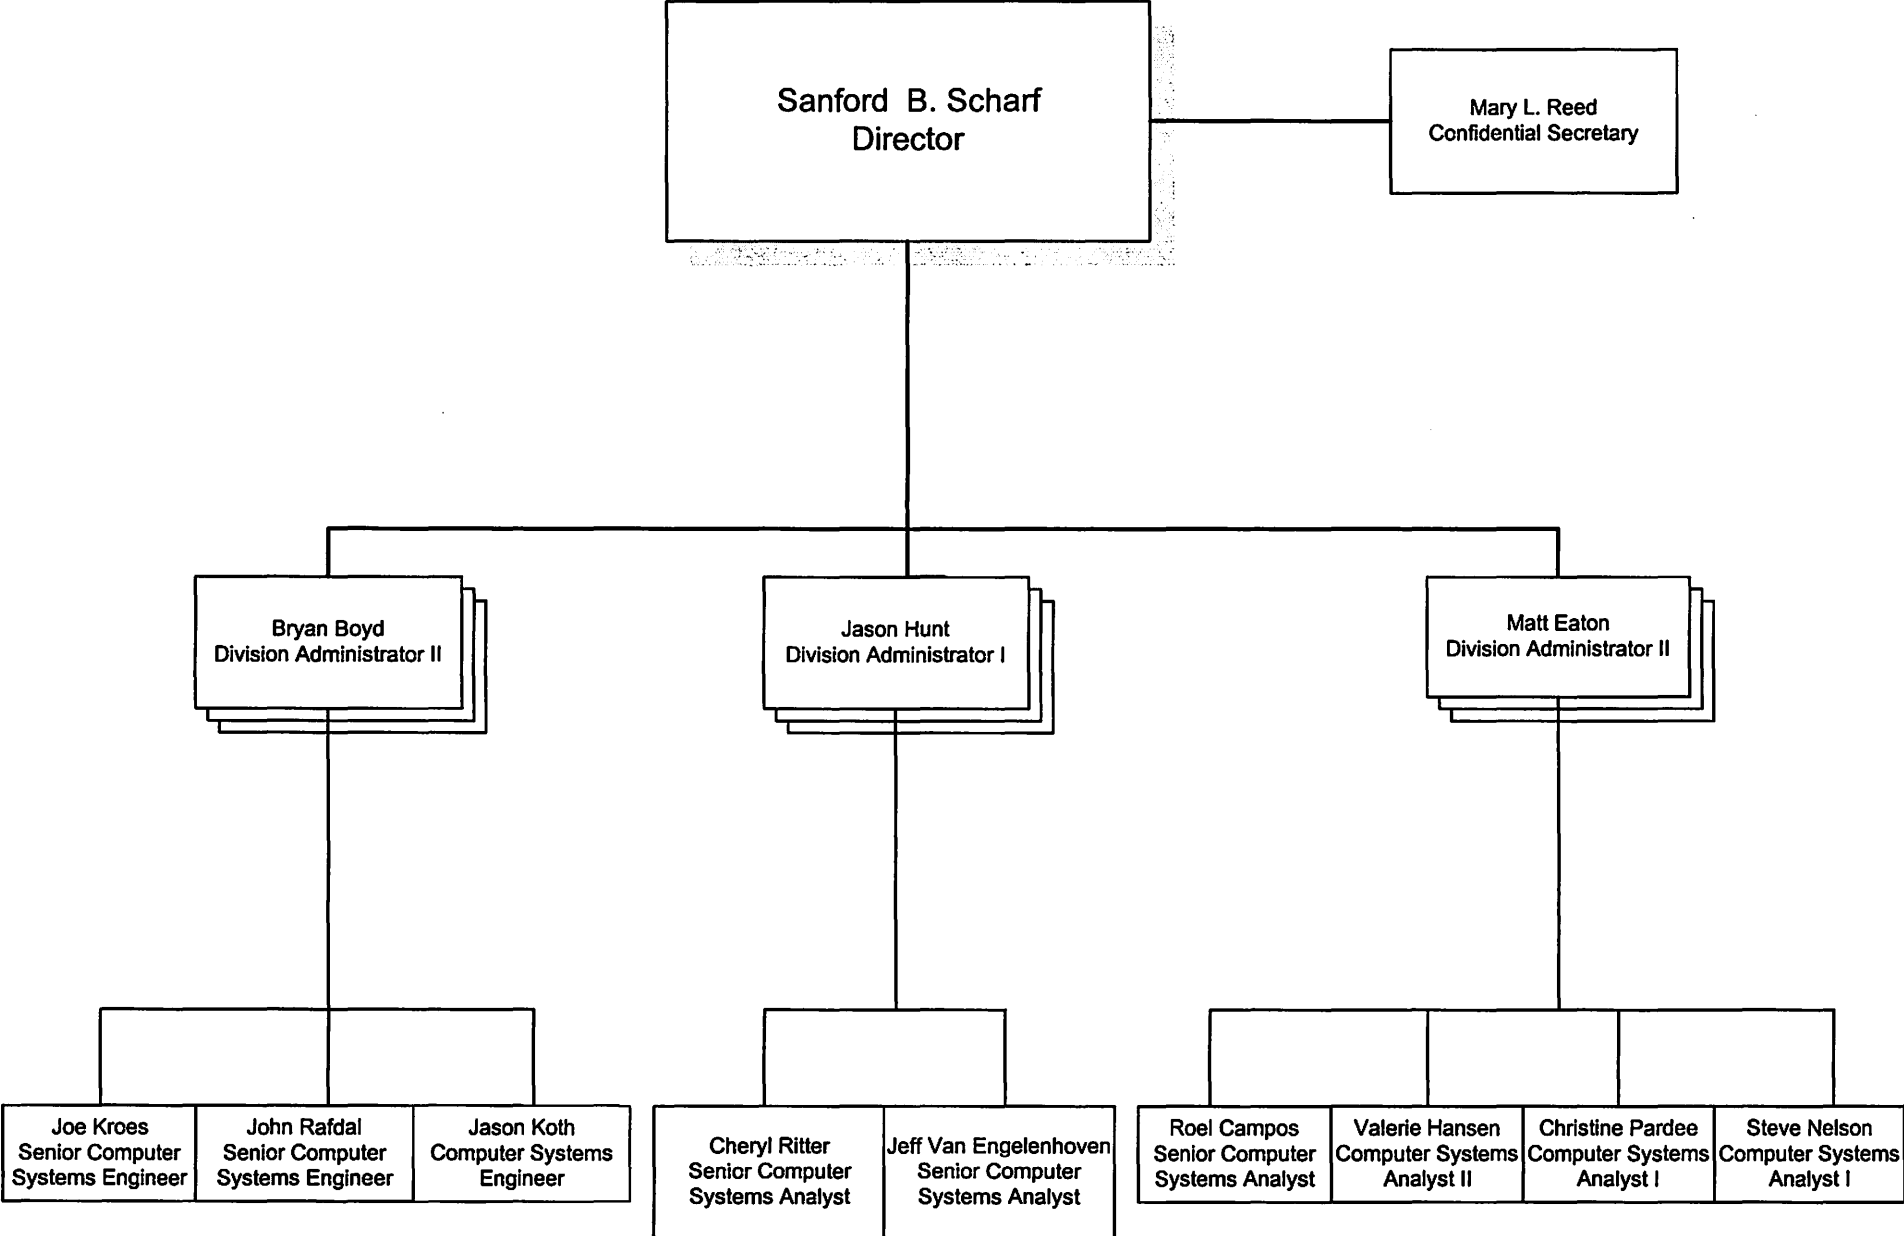 Sanford B. Scharf
Director
Mary L. Reed
Confidential Secretary
Bryan Boyd
Division Administrator II
Jason Hunt
Division Administrator I
Matt Eaton
Division Administrator II
Joe Kroes
Senior Computer
Systems Engineer
John Rafdal
Senior Computer
Systems Engineer
Jason Koth
Computer Systems
Engineer
Cheryl Ritter
Senior Computer
Systems Analyst
Jeff Van Engelenhoven
Senior Computer
Systems Analyst
Roel Campos
Senior Computer
Systems Analyst
Valerie Hansen
Computer Systems
Analyst II
Christine Pardee
Computer Systems
Analyst I
Steve Nelson
Computer Systems
Analyst I